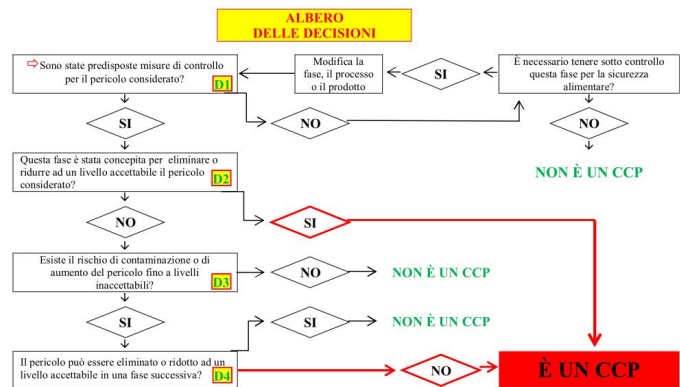 ALBERO
DELLE DECISIONI
Sono state predisposte misure di controllo
per il pericolo considerato?
D1
Modifica la
fase, il processo
o il prodotto
SI
È necessario tenere sotto controllo
questa fase per la sicurezza
alimentare?
SI
NO
NO
NON È UN CCP
Questa fase è stata concepita per eliminare o
ridurre ad un livello accettabile il pericolo
considerato?
D2
NO
SI
Esiste il rischio di contaminazione o di
aumento del pericolo fino a livelli
inaccettabili?
D3
NO
NON È UN CCP
SI
SI
NON È UN CCP
Il pericolo può essere eliminato o ridotto ad un
livello accettabile in una fase successiva?
D4
NO
È UN CCP